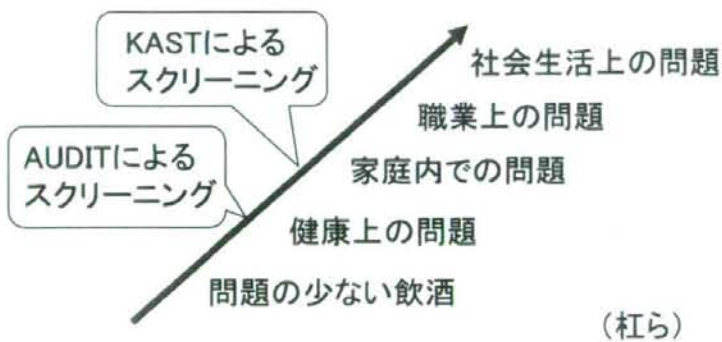 KASTによる
スクリーニング
AUDITによる
スクリーニング
社会生活上の問題
職業上の問題
家庭内での問題
健康上の問題
問題の少ない飲酒
(杠ら)